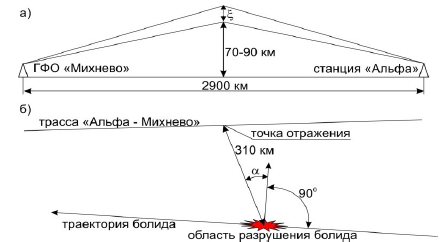 а)
ξ
70-90 км
ГФО «Михнево»
станция «Альфа»
2900 км
б)
трасса «Альфа - Михнево»
точка отражения
310 км
α
90°
траектория болида
область разрушения болида